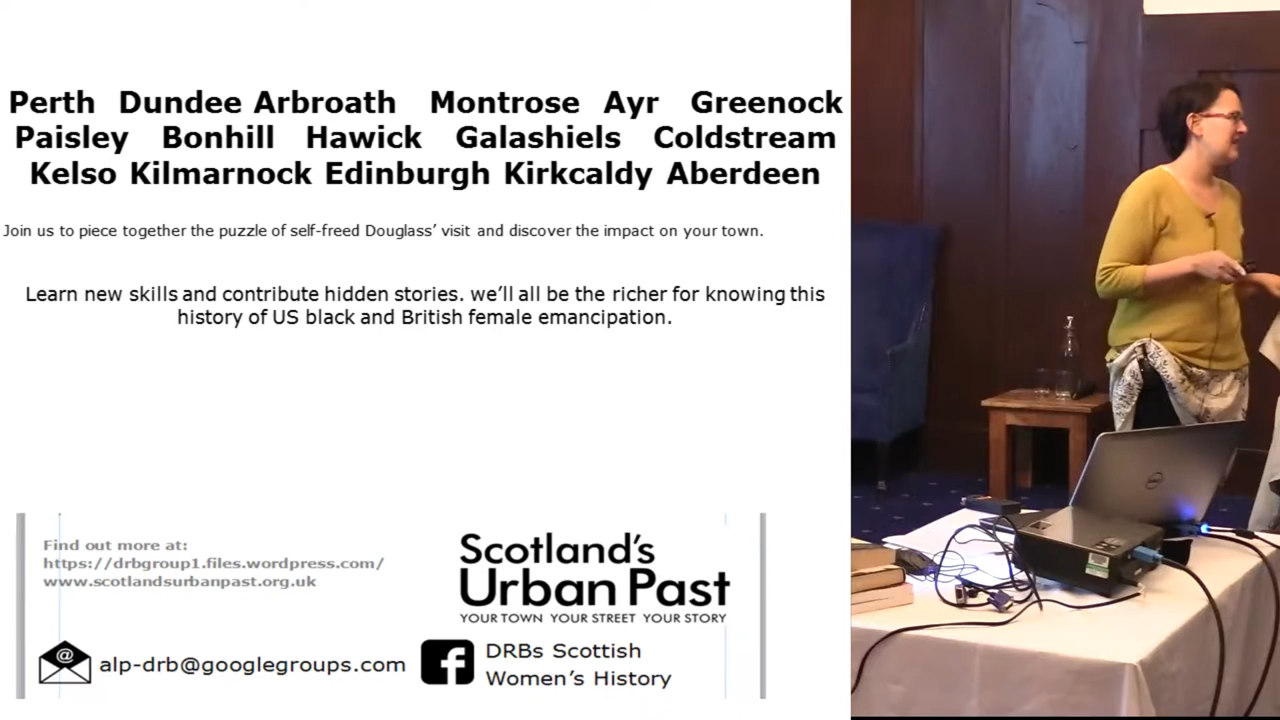 Perth Dundee Arbroath Montrose Ayr Greenock
Paisley Bonhill Hawick Galashiels Coldstream
Kelso Kilmarnock Edinburgh Kirkcaldy Aberdeen
Join us to piece together the puzzle of self-freed Douglass’ visit and discover the impact on your town.
Learn new skills and contribute hidden stories. we’ll all be the richer for knowing this
history of US black and British female emancipation.
Find out more at:
https://drbgroup1.files.wordpress.com/
www.scotlandsurbanpast.org.uk
Scotland’s
Urban Past
YOUR TOWN YOUR STREET YOUR STORY
@ alp-drb@googlegroups.com
f DRBs Scottish
Women’s History
DELL